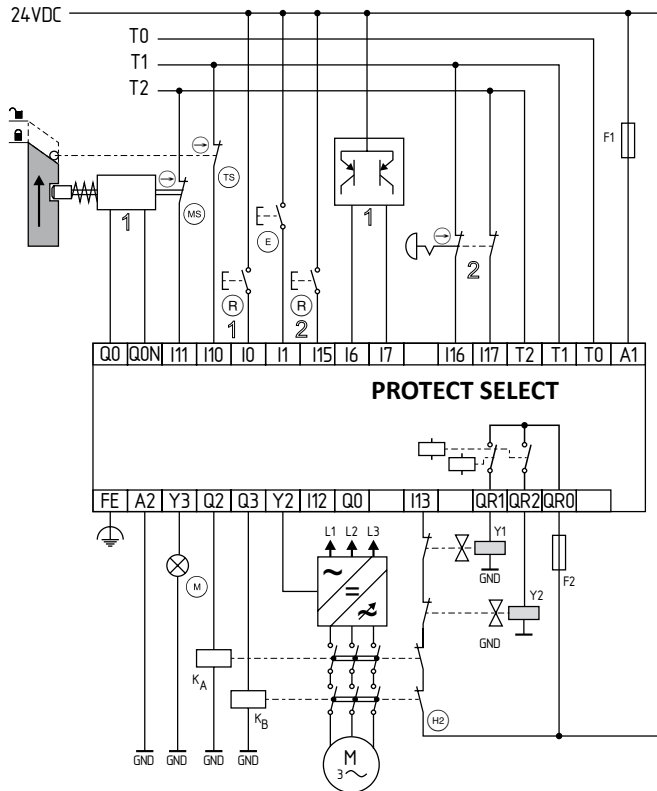 24VDC
T0
T1
T2
F1
TS
1
MS
1
E
2
R
1
R
2
Q0 Q0N I11 I10 I0 I1 I15 I6 I7 I16 I17 T2 T1 T0 A1
PROTECT SELECT
FE A2 Y3 Q2 Q3 Y2 I12 Q0 I13 QR1 QR2 QR0
L1 L2 L3
Y1
GND
F2
M
Y2
GND
KA
KB
H2
M
3~
GND GND GND GND